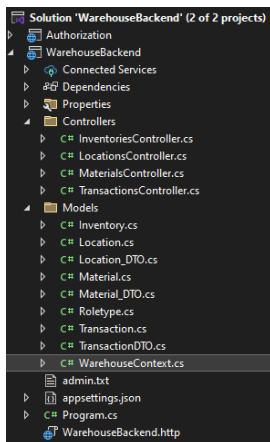 Solution 'WarehouseBackend' (2 of 2 projects)
Authorization
WarehouseBackend
Connected Services
Dependencies
Properties
Controllers
C# InventoriesController.cs
C# LocationsController.cs
C# MaterialsController.cs
C# TransactionsController.cs
Models
C# Inventory.cs
C# Location.cs
C# Location_DTO.cs
C# Material.cs
C# Material_DTO.cs
C# Roletype.cs
C# Transaction.cs
C# TransactionDTO.cs
C# WarehouseContext.cs
admin.txt
appsettings.json
C# Program.cs
WarehouseBackend.http